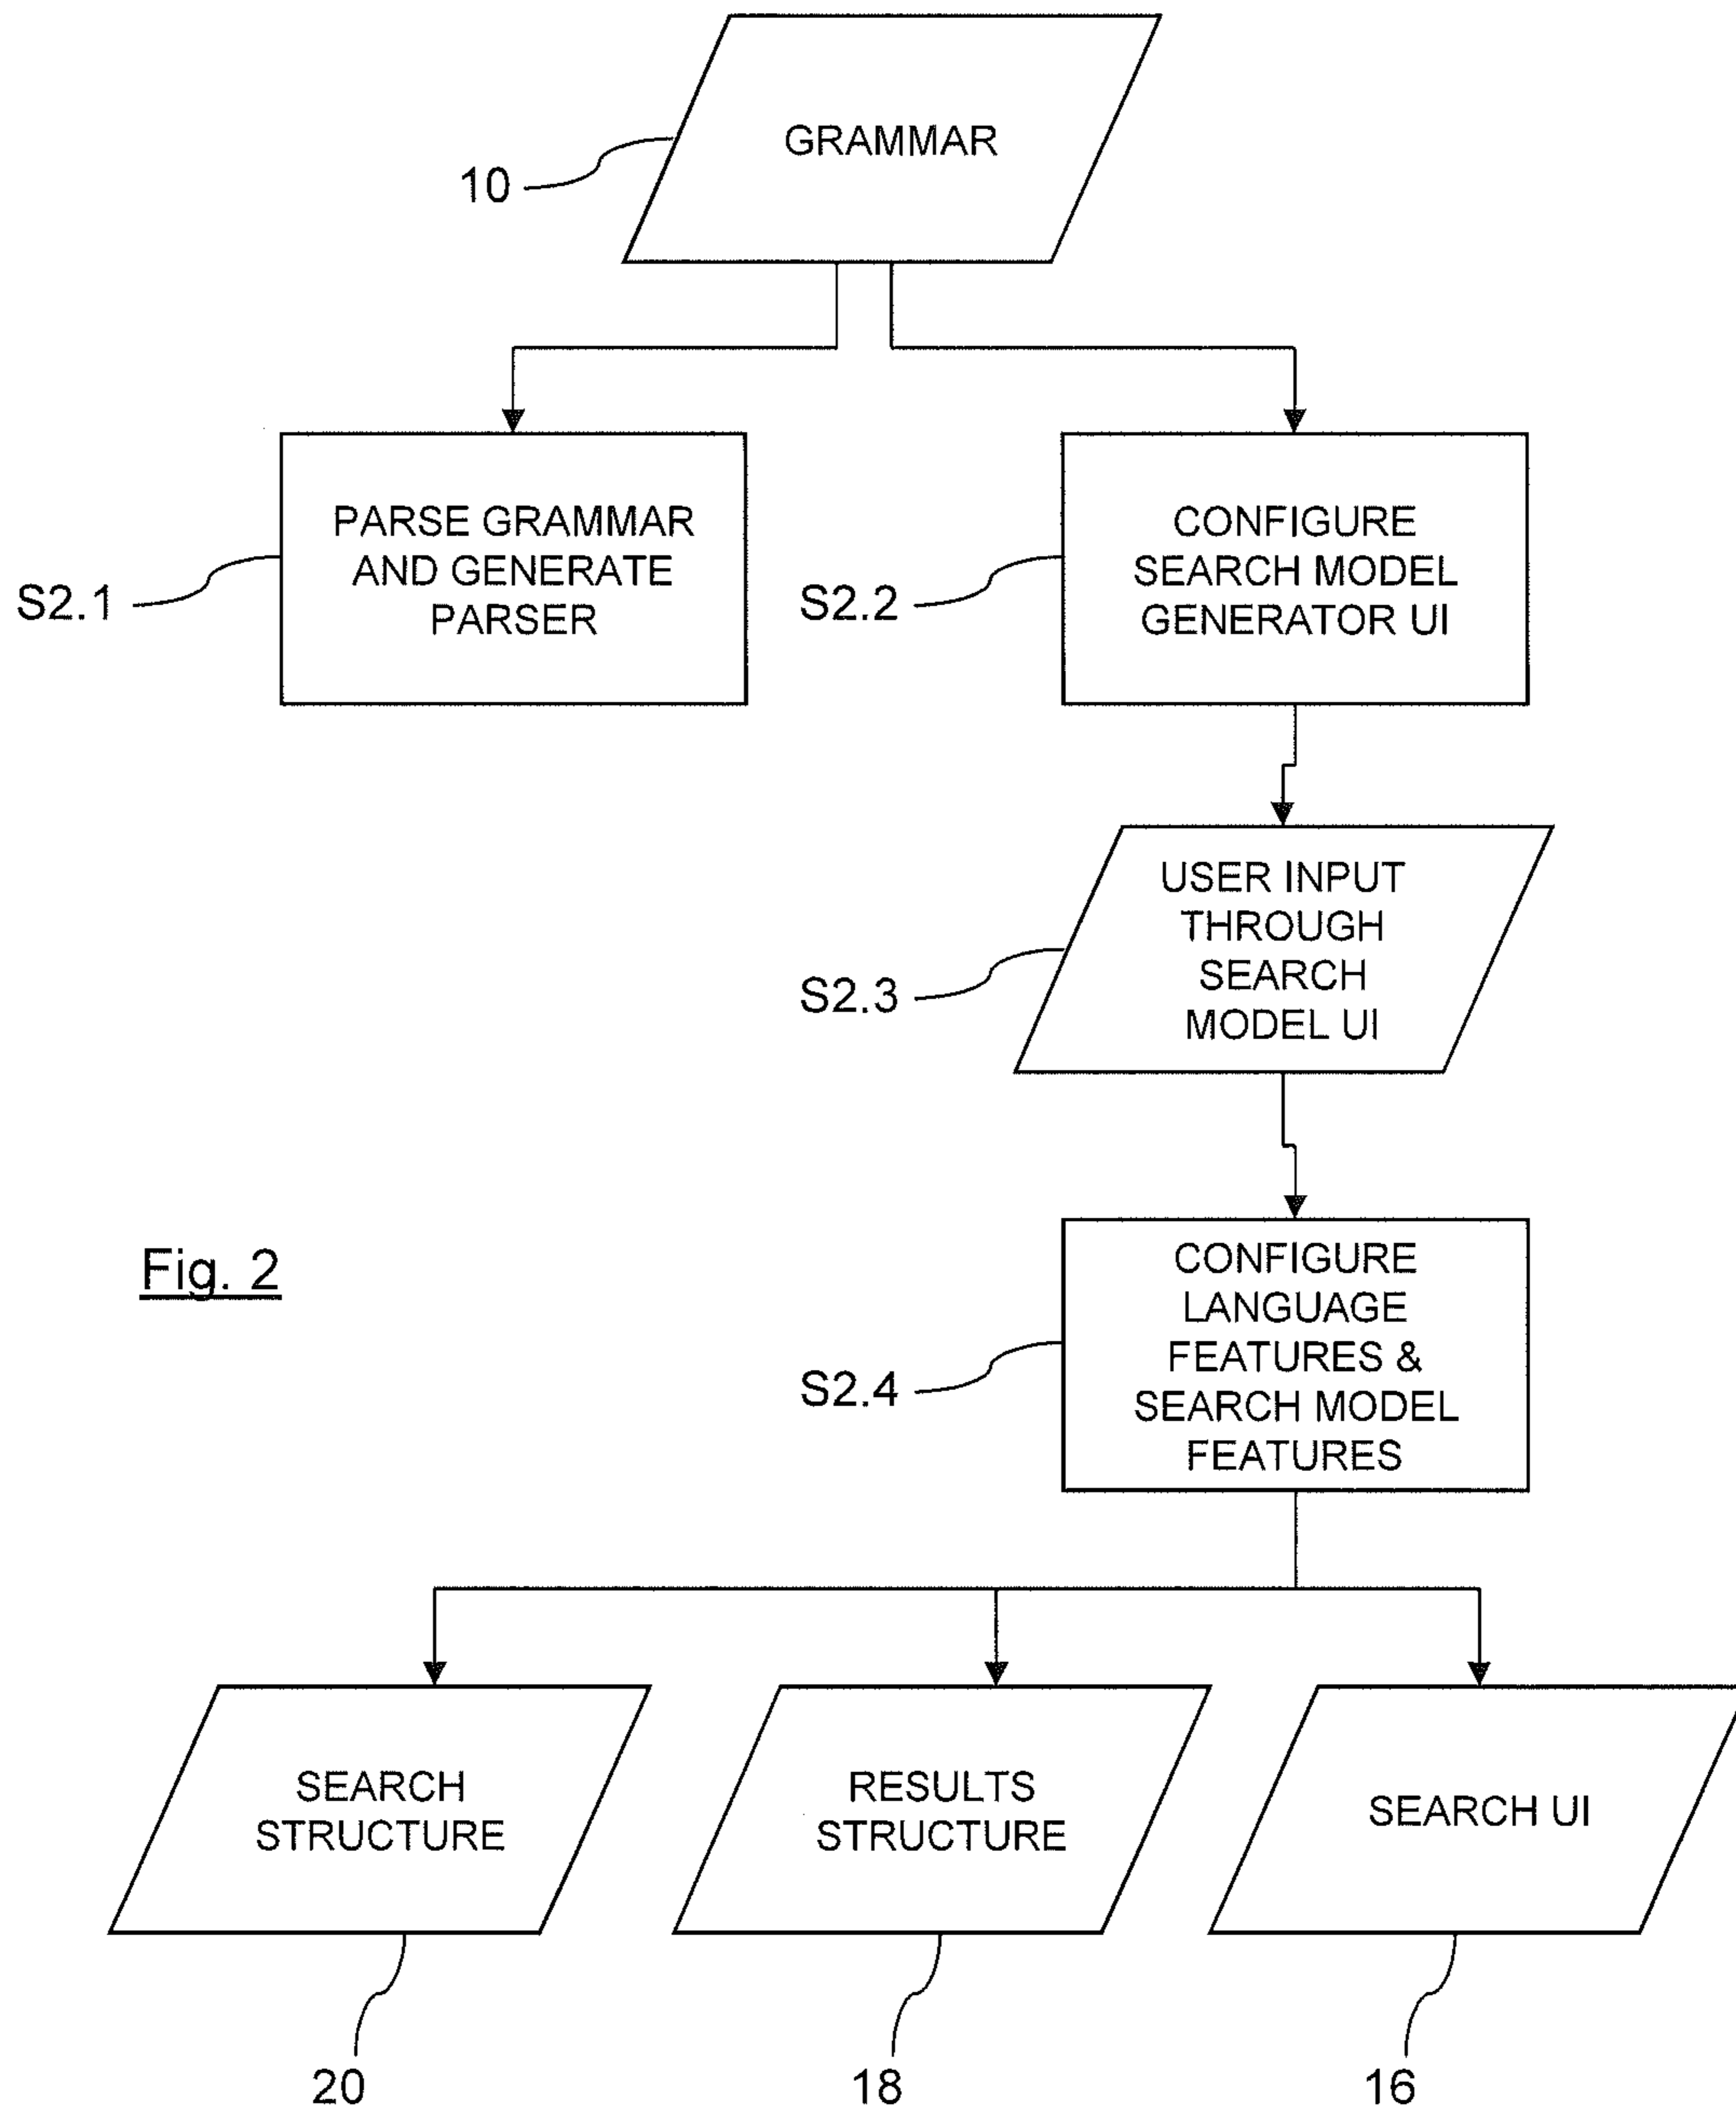 GRAMMAR
10
PARSE GRAMMAR
AND GENERATE
PARSER
S2.1
CONFIGURE
SEARCH MODEL
GENERATOR UI
S2.2
USER INPUT
THROUGH
SEARCH
MODEL UI
S2.3
Fig. 2
CONFIGURE
LANGUAGE
FEATURES &
SEARCH MODEL
FEATURES
S2.4
SEARCH
STRUCTURE
RESULTS
STRUCTURE
SEARCH UI
20
18
16